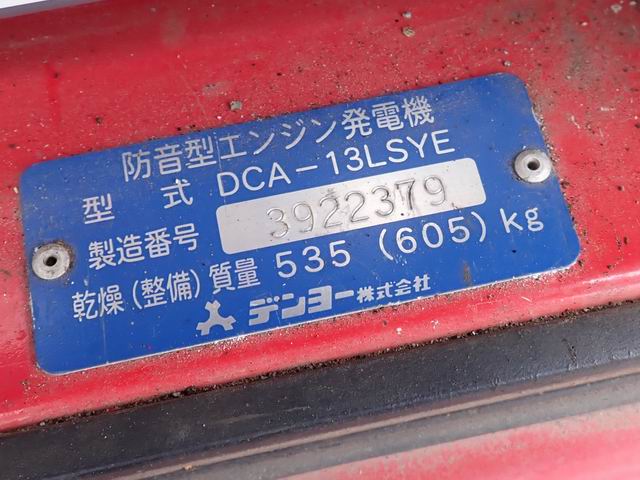 防音型エンジン発電機
型式 DCA-13LSYE
製造番号 3922379
乾燥(整備)質量 535 (605) kg
デンヨー株式会社